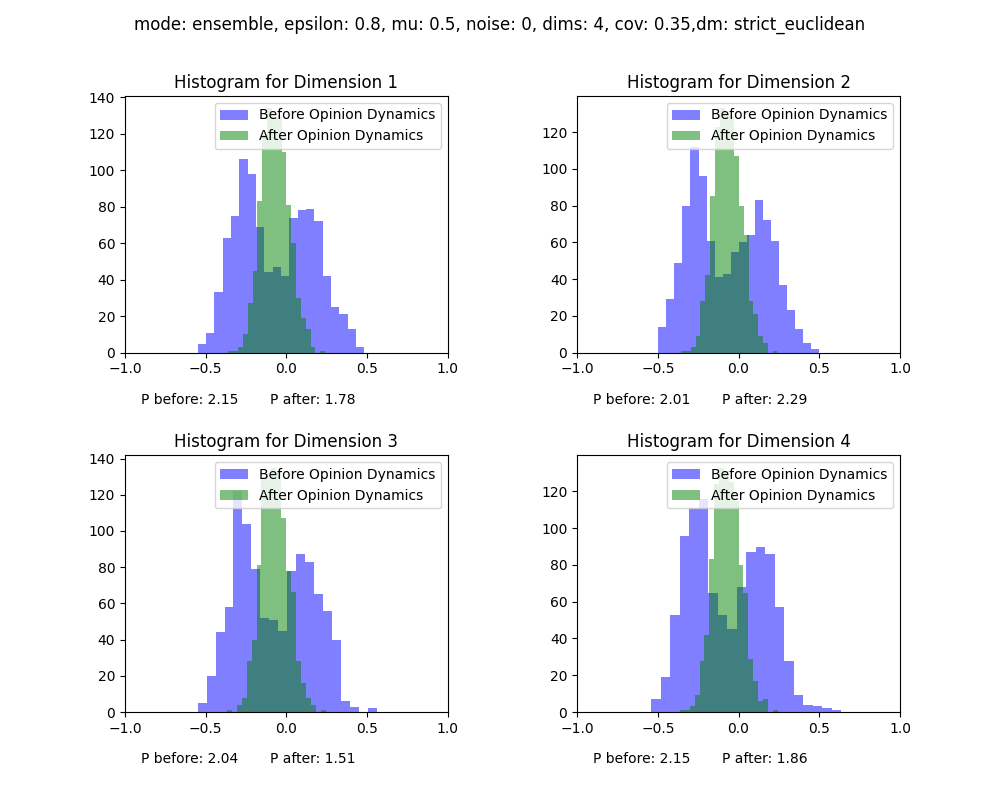 mode: ensemble, epsilon: 0.8, mu: 0.5, noise: 0, dims: 4, cov: 0.35,dm: strict_euclidean
Histogram for Dimension 1
Before Opinion Dynamics
After Opinion Dynamics
140
120
100
80
60
40
20
0
−1.0 −0.5 0.0 0.5 1.0
P before: 2.15 P after: 1.78
Histogram for Dimension 2
Before Opinion Dynamics
After Opinion Dynamics
120
100
80
60
40
20
0
−1.0 −0.5 0.0 0.5 1.0
P before: 2.01 P after: 2.29
Histogram for Dimension 3
Before Opinion Dynamics
After Opinion Dynamics
140
120
100
80
60
40
20
0
−1.0 −0.5 0.0 0.5 1.0
P before: 2.04 P after: 1.51
Histogram for Dimension 4
Before Opinion Dynamics
After Opinion Dynamics
120
100
80
60
40
20
0
−1.0 −0.5 0.0 0.5 1.0
P before: 2.15 P after: 1.86